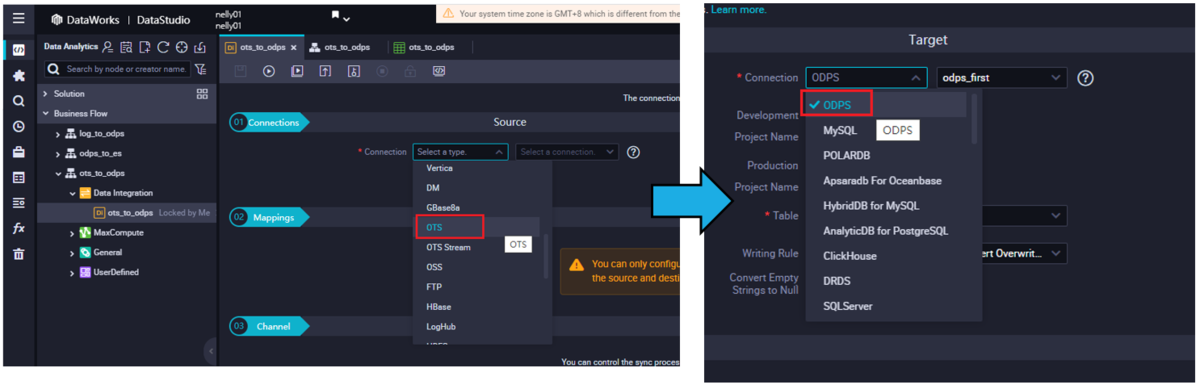 DataWorks | DataStudio
nelly01
nelly01
Your system time zone is GMT+8 which is different from the
Data Analytics
Search by node or creator name.
Solution
Business Flow
log_to_odps
odps_to_es
ots_to_odps
Data Integration
DI ots_to_odps Locked by Me
MaxCompute
General
UserDefined
DI ots_to_odps ×
ots_to_odps
ots_to_odps
The connection
01 Connections
Source
* Connection
Select a type.
Select a connection.
Vertica
DM
GBase8a
OTS
OTS
OTS Stream
OSS
FTP
HBase
LogHub
02 Mappings
You can only configu
the source and desti
03 Channel
You can control the sync proces
s. Learn more.
Target
* Connection
ODPS
odps_first
Development
Project Name
Production
Project Name
* Table
Writing Rule
ert Overwrit...
Convert Empty
Strings to Null
ODPS
MySQL
ODPS
POLARDB
Apsaradb For Oceanbase
HybridDB for MySQL
AnalyticDB for PostgreSQL
ClickHouse
DRDS
SQLServer